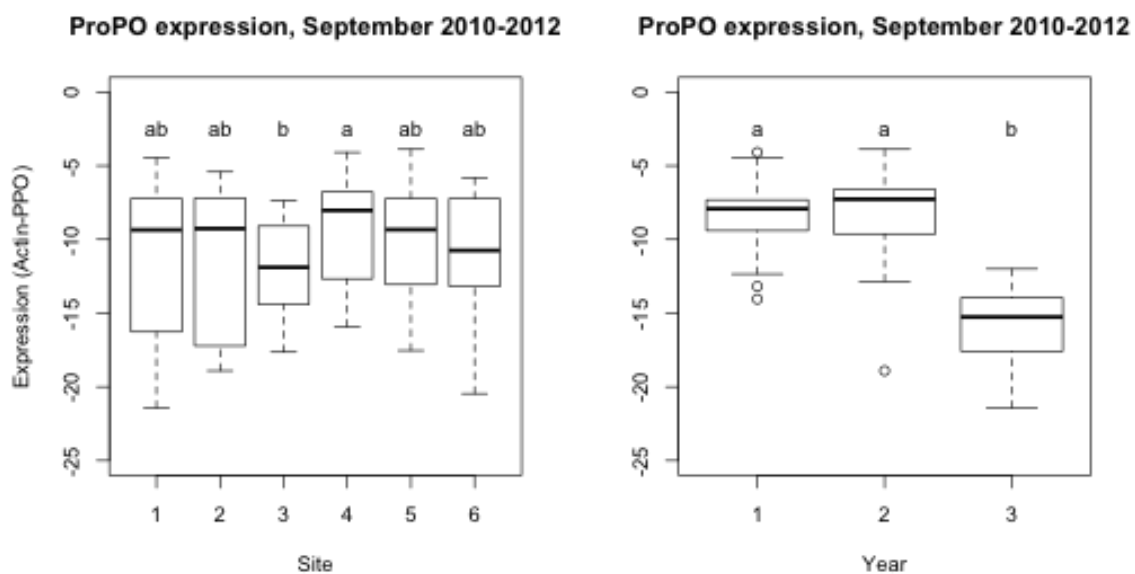 ProPO expression, September 2010-2012
Expression (Actin-PPO)
0
-5
-10
-15
-20
-25
ab
ab
b
a
ab
ab
1
2
3
4
5
6
Site
ProPO expression, September 2010-2012
0
-5
-10
-15
-20
-25
a
a
b
1
2
3
Year